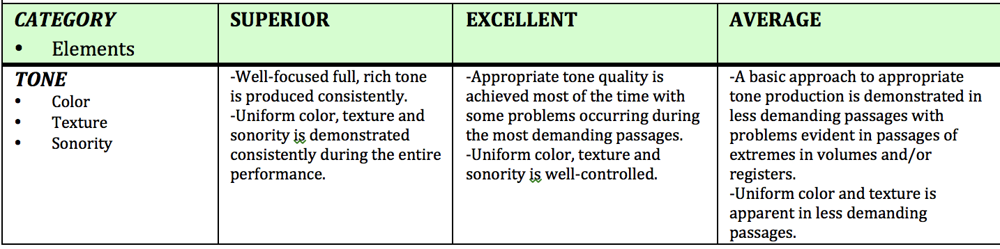 CATEGORY
• Elements
SUPERIOR
EXCELLENT
AVERAGE
TONE
• Color
• Texture
• Sonority
-Well-focused full, rich tone
is produced consistently.
-Uniform color, texture and
sonority is demonstrated
consistently during the entire
performance.
-Appropriate tone quality is
achieved most of the time with
some problems occurring during
the most demanding passages.
-Uniform color, texture and
sonority is well-controlled.
-A basic approach to appropriate
tone production is demonstrated in
less demanding passages with
problems evident in passages of
extremes in volumes and/or
registers.
-Uniform color and texture is
apparent in less demanding
passages.